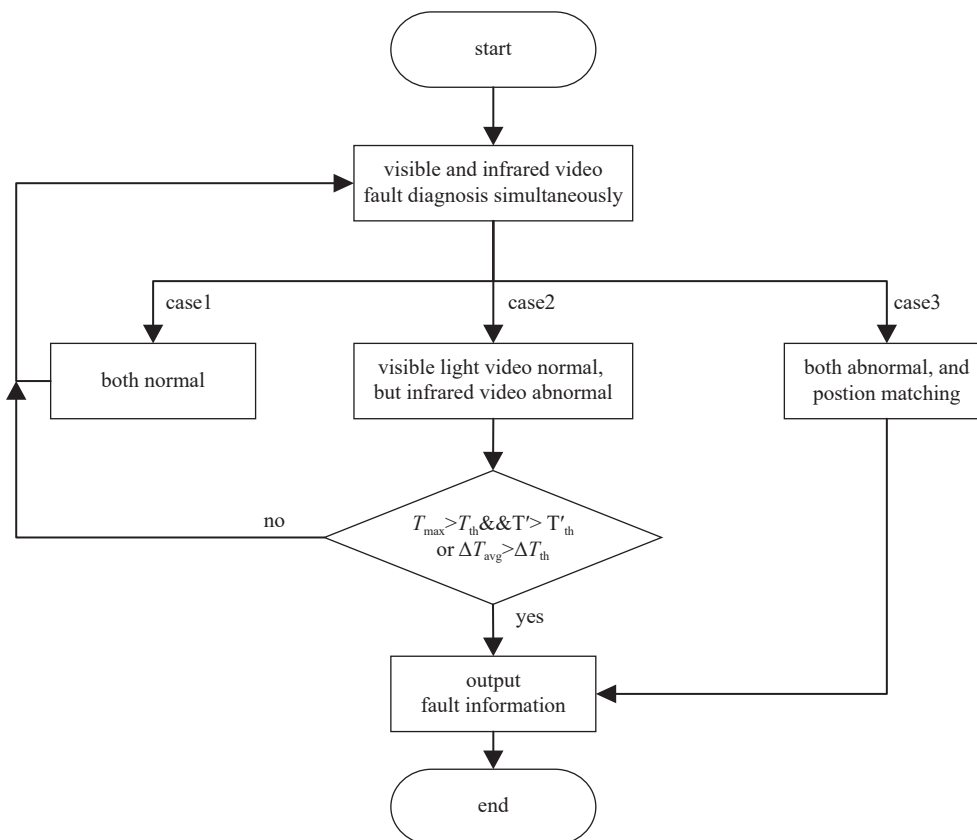 start
visible and infrared video
fault diagnosis simultaneously
case1
case2
case3
both normal
visible light video normal,
but infrared video abnormal
both abnormal, and
postion matching
no
Tmax>Tth&&T′> T′th
or ΔTavg>ΔTth
yes
output
fault information
end